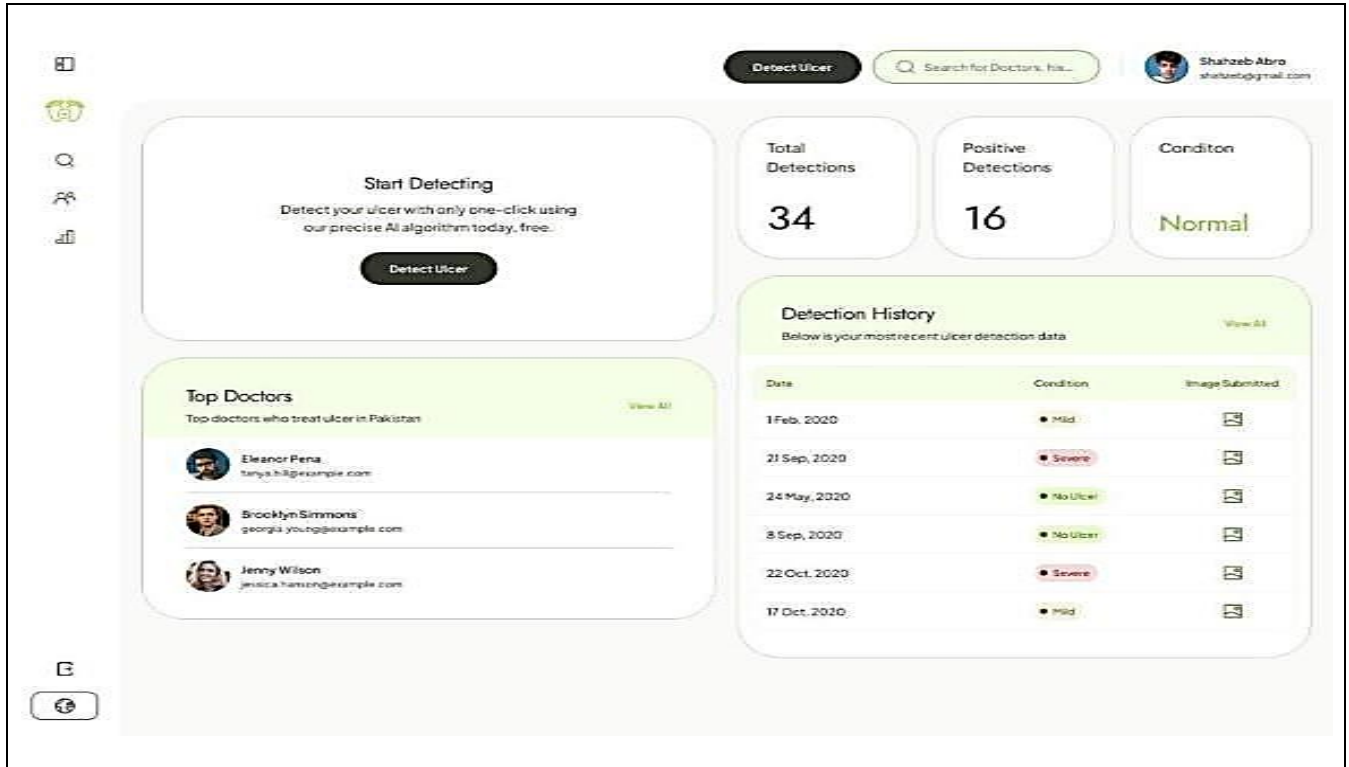 Detect Ulcer
Search for Doctors, his...
Shahzeb Abro
shahzeb@gmail.com
Start Detecting
Detect your ulcer with only one-click using
our precise AI algorithm today, free.
Detect Ulcer
Total
Detections
34
Positive
Detections
16
Conditon
Normal
Top Doctors
Top doctors who treat ulcer in Pakistan
View All
Eleanor Pena
tanya.hill@example.com
Brooklyn Simmons
georgia.young@example.com
Jenny Wilson
jessica.hanson@example.com
Detection History
Below is your most recent ulcer detection data
View All
Date Condition Image Submitted
1 Feb, 2020 Mild
21 Sep, 2020 Severe
24 May, 2020 No Ulcer
8 Sep, 2020 No Ulcer
22 Oct, 2020 Severe
17 Oct, 2020 Mild